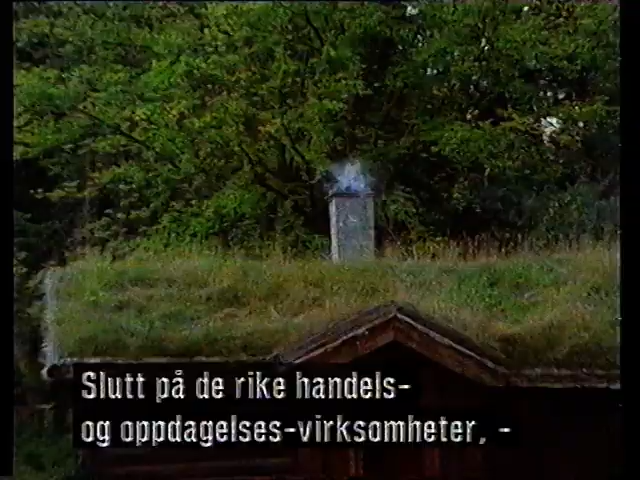 Slutt på de rike handels-
og oppdagelses-virksomheter, -